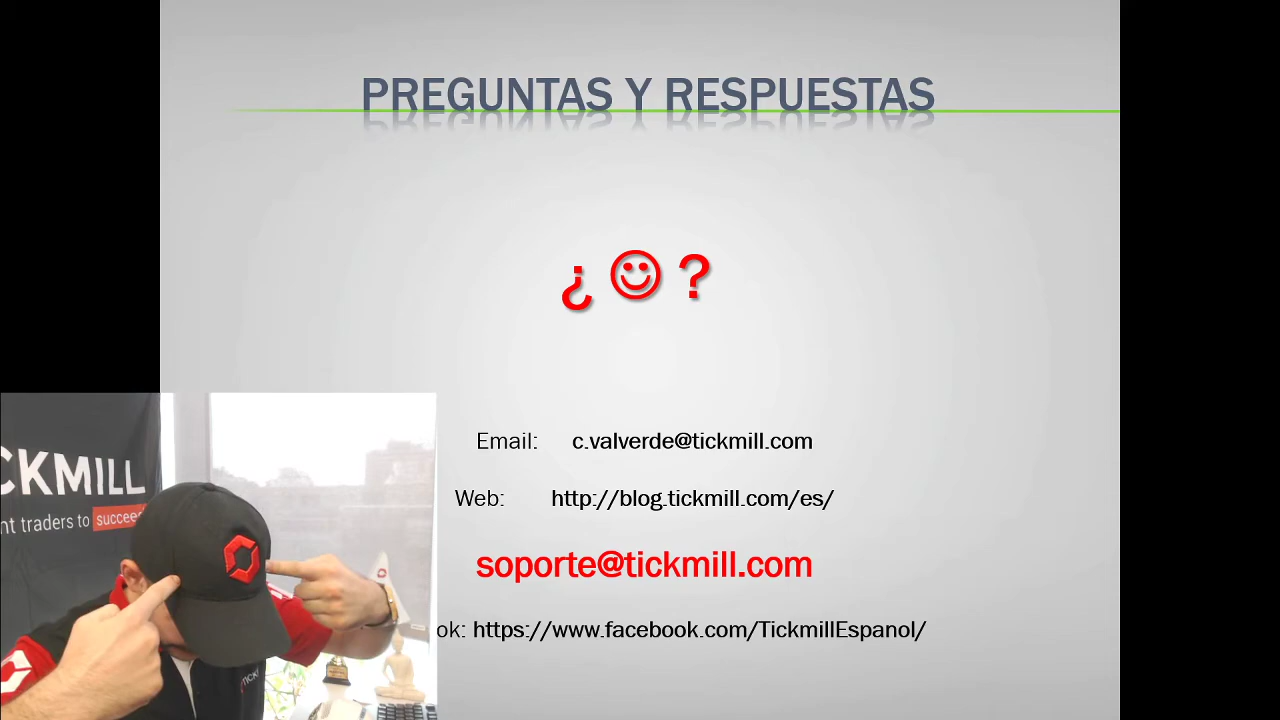 PREGUNTAS Y RESPUESTAS
¿ ☺ ?
Email: c.valverde@tickmill.com
Web: http://blog.tickmill.com/es/
soporte@tickmill.com
ok: https://www.facebook.com/TickmillEspanol/
CKMILL
nt traders to succeed
TICKMILL